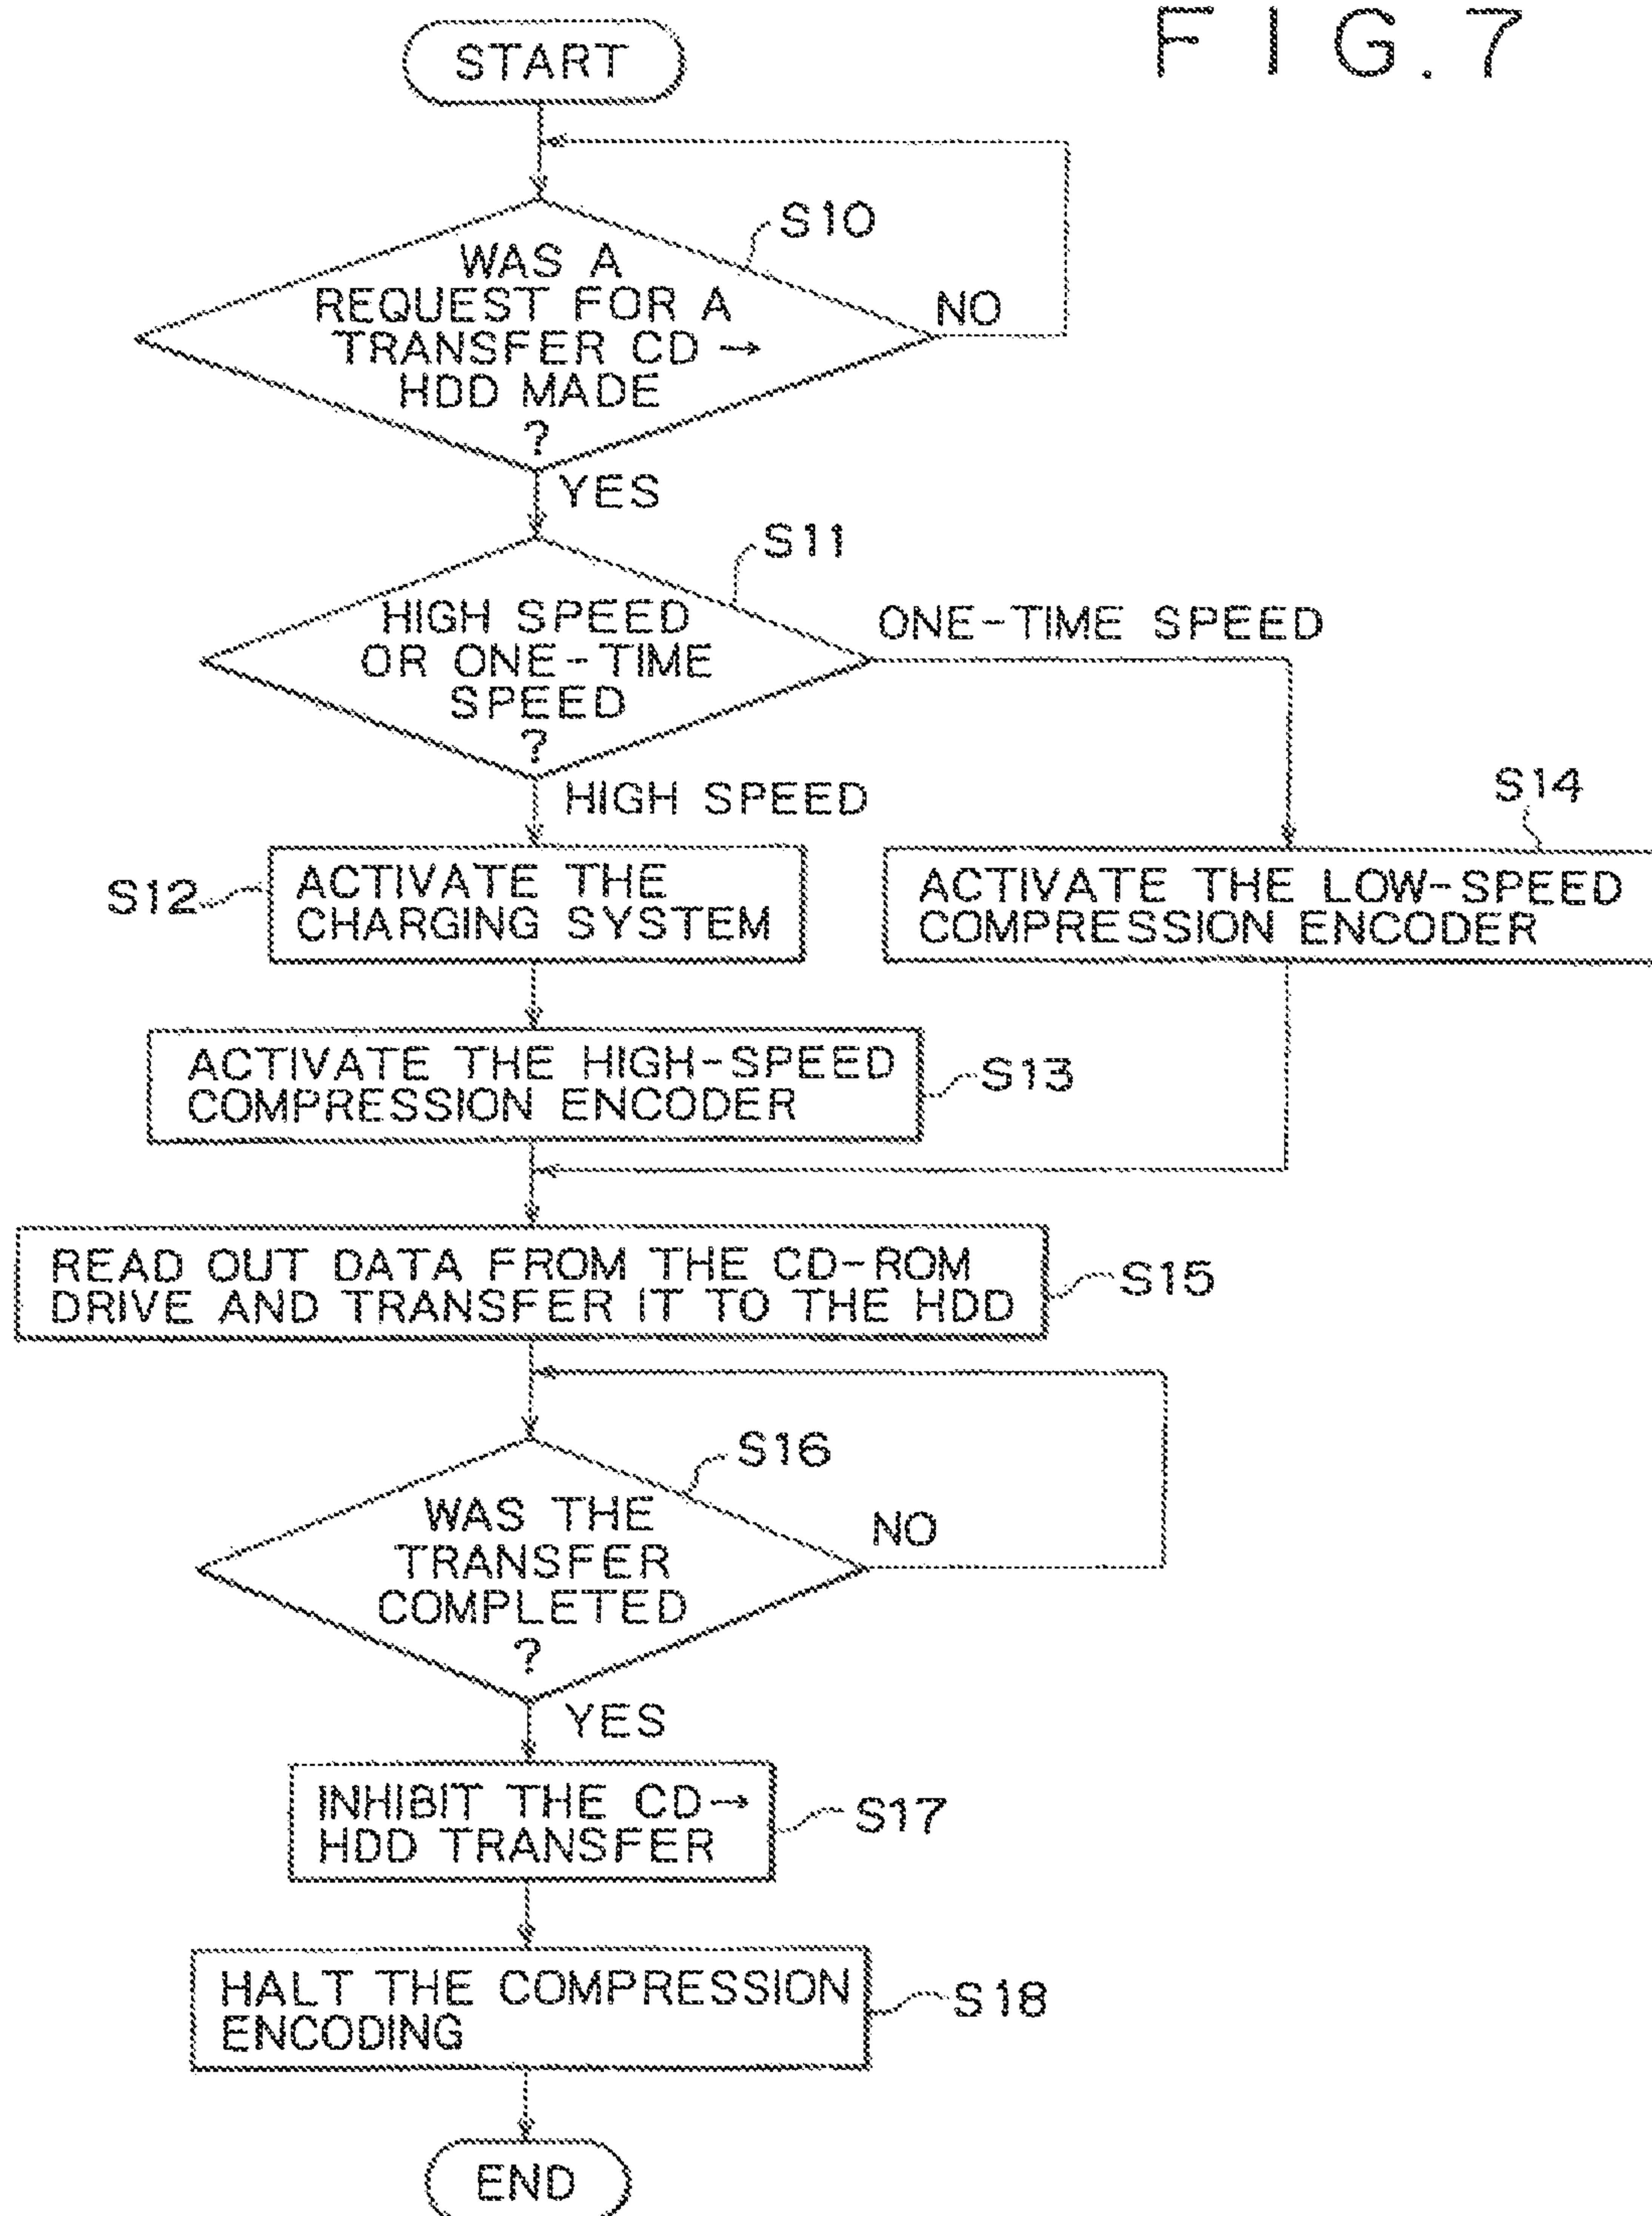 FIG.7
START
S10
WAS A
REQUEST FOR A
TRANSFER CD →
HDD MADE
?
NO
YES
S11
HIGH SPEED
OR ONE-TIME
SPEED
?
ONE-TIME SPEED
HIGH SPEED
S12
ACTIVATE THE
CHARGING SYSTEM
S14
ACTIVATE THE LOW-SPEED
COMPRESSION ENCODER
ACTIVATE THE HIGH-SPEED
COMPRESSION ENCODER
S13
READ OUT DATA FROM THE CD-ROM
DRIVE AND TRANSFER IT TO THE HDD
S15
S16
WAS THE
TRANSFER
COMPLETED
?
NO
YES
INHIBIT THE CD→
HDD TRANSFER
S17
HALT THE COMPRESSION
ENCODING
S18
END